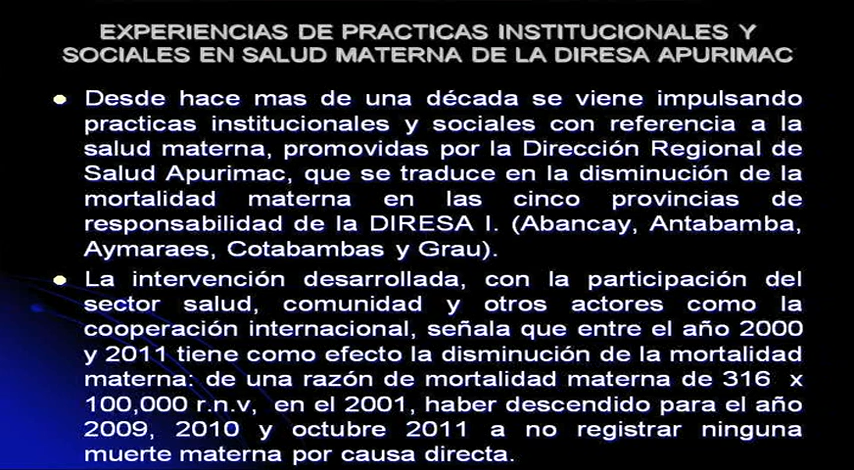 EXPERIENCIAS DE PRACTICAS INSTITUCIONALES Y
SOCIALES EN SALUD MATERNA DE LA DIRESA APURIMAC
Desde hace mas de una década se viene impulsando
practicas institucionales y sociales con referencia a la
salud materna, promovidas por la Dirección Regional de
Salud Apurimac, que se traduce en la disminución de la
mortalidad materna en las cinco provincias de
responsabilidad de la DIRESA I. (Abancay, Antabamba,
Aymaraes, Cotabambas y Grau).
La intervención desarrollada, con la participación del
sector salud, comunidad y otros actores como la
cooperación internacional, señala que entre el año 2000
y 2011 tiene como efecto la disminución de la mortalidad
materna: de una razón de mortalidad materna de 316 x
100,000 r.n.v, en el 2001, haber descendido para el año
2009, 2010 y octubre 2011 a no registrar ninguna
muerte materna por causa directa.